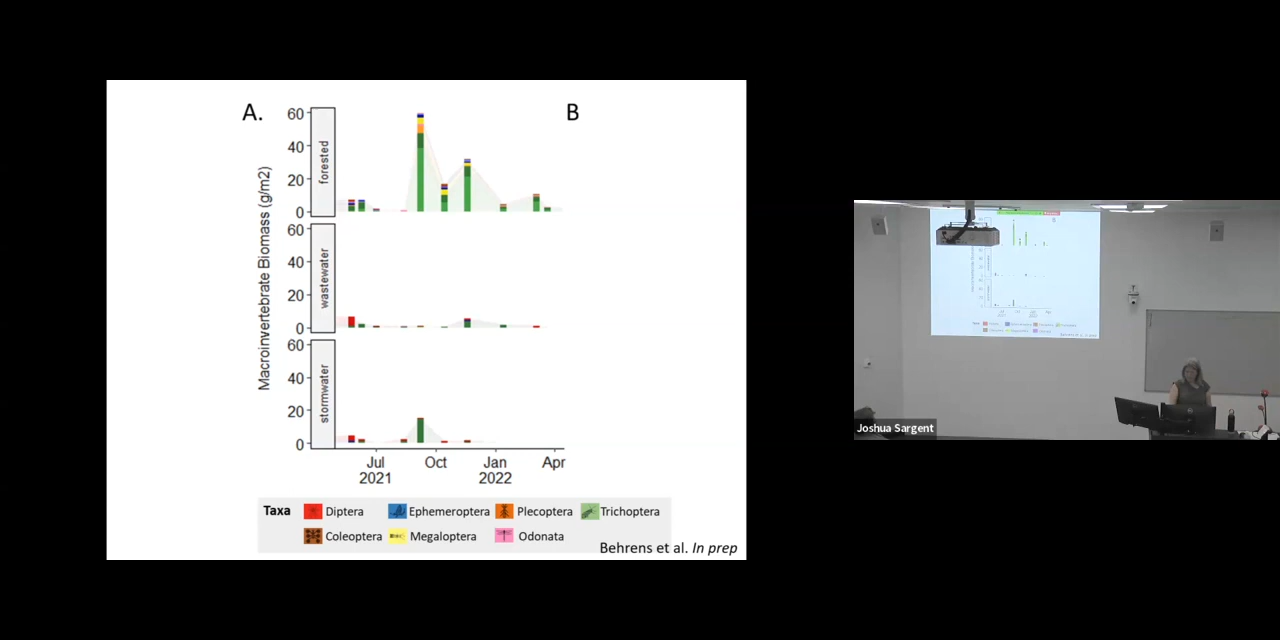 A.
B
Macroinvertebrate Biomass (g/m2)
60
40
20
0
forested
60
40
20
0
wastewater
60
40
20
0
stormwater
Jul
2021
Oct
Jan
2022
Apr
Taxa
Diptera
Ephemeroptera
Plecoptera
Trichoptera
Coleoptera
Megaloptera
Odonata
Behrens et al. In prep
Joshua Sargent